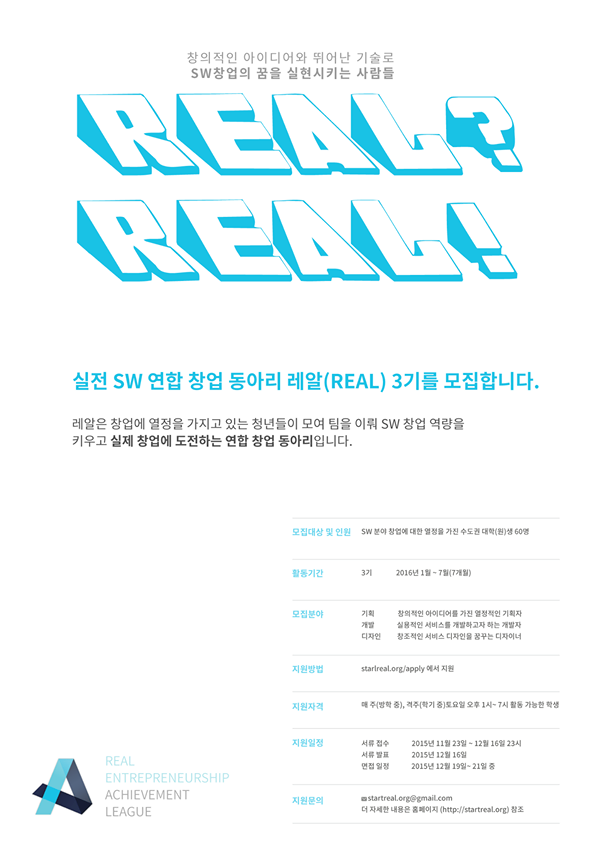 창의적인 아이디어와 뛰어난 기술로
SW창업의 꿈을 실현시키는 사람들
REAL?
REAL!
실전 SW 연합 창업 동아리 레알(REAL) 3기를 모집합니다.
레알은 창업에 열정을 가지고 있는 청년들이 모여 팀을 이뤄 SW 창업 역량을
키우고 실제 창업에 도전하는 연합 창업 동아리입니다.
모집대상 및 인원 SW 분야 창업에 대한 열정을 가진 수도권 대학(원)생 60명
활동기간 3기 2016년 1월 ~ 7월(7개월)
모집분야 기획 창의적인 아이디어를 가진 열정적인 기획자
개발 실용적인 서비스를 개발하고자 하는 개발자
디자인 창조적인 서비스 디자인을 꿈꾸는 디자이너
지원방법 starlreal.org/apply 에서 지원
지원자격 매 주(방학 중), 격주(학기 중)토요일 오후 1시~ 7시 활동 가능한 학생
지원일정 서류 접수 2015년 11월 23일 ~ 12월 16일 23시
서류 발표 2015년 12월 16일
면접 일정 2015년 12월 19일~ 21일 중
지원문의 startreal.org@gmail.com
더 자세한 내용은 홈페이지 (http://startreal.org) 참조
REAL
ENTREPRENEURSHIP
ACHIEVEMENT
LEAGUE